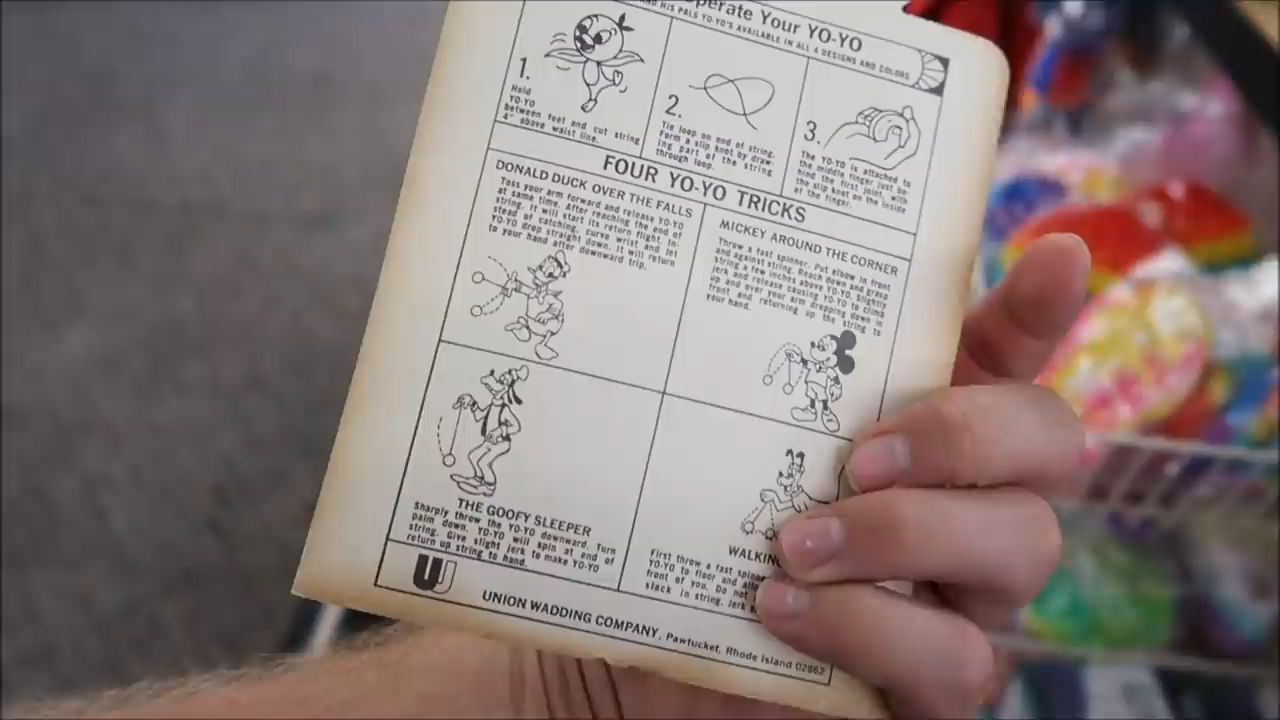 perate Your YO-YO
AND HIS PALS YO-YO'S AVAILABLE IN ALL 4 DESIGNS AND COLORS
1.
Hold
YO-YO
between feet and cut string
4" above waist line.
2.
Tie loop on end of string.
Form a slip knot by draw-
ing part of the string
through loop.
3.
The YO-YO is attached to
the middle finger just be-
hind the first joint, with
the slip knot on the inside
of the finger.
FOUR YO-YO TRICKS
DONALD DUCK OVER THE FALLS
Toss your arm forward and release YO-YO
at same time. After reaching the end of
string. It will start its return flight. In-
stead of catching, curve wrist and let
YO-YO drop straight down. It will return
to your hand after downward trip.
MICKEY AROUND THE CORNER
Throw a fast spinner. Put elbow in front
and against string. Reach down and grasp
string a few inches above YO-YO. Slightly
jerk and release causing YO-YO to climb
up and over your arm dropping down in
front and returning up the string to
your hand.
THE GOOFY SLEEPER
Sharply throw the YO-YO downward. Turn
palm down. YO-YO will spin at end of
string. Give slight jerk to make YO-YO
return up string to hand.
WALKING
First throw a fast spinne
YO-YO to floor and allo
front of you. Do not
slack in string. Jerk
UU
UNION WADDING COMPANY, Pawtucket, Rhode Island 02862